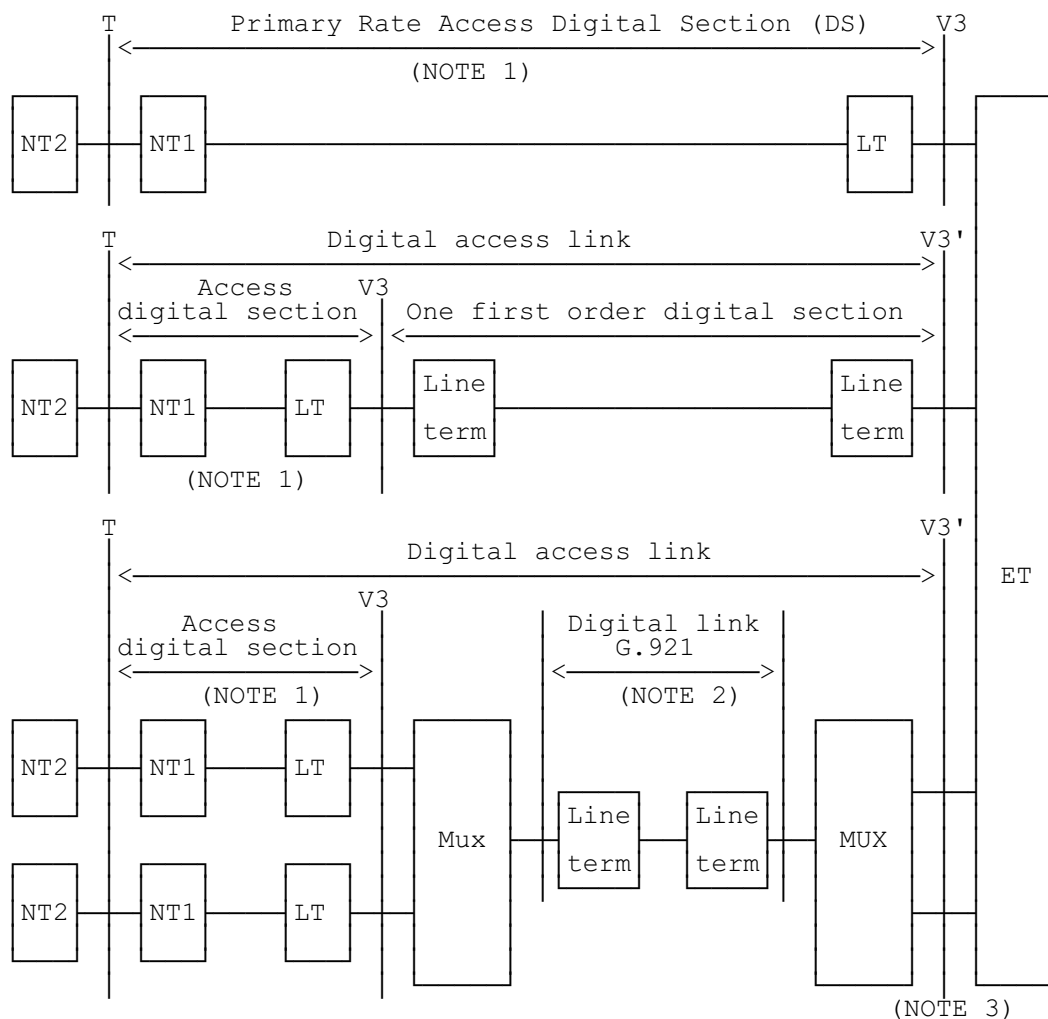 T Primary Rate Access Digital Section (DS) V3
(NOTE 1)
NT2 NT1 LT
T Digital access link V3'
Access V3
digital section One first order digital section
NT2 NT1 LT Line term Line term
(NOTE 1)
T V3'
Digital access link
ET
V3
Access Digital link
digital section G.921
(NOTE 1) (NOTE 2)
NT2 NT1 LT
Mux Line term Line term MUX
NT2 NT1 LT
(NOTE 3)